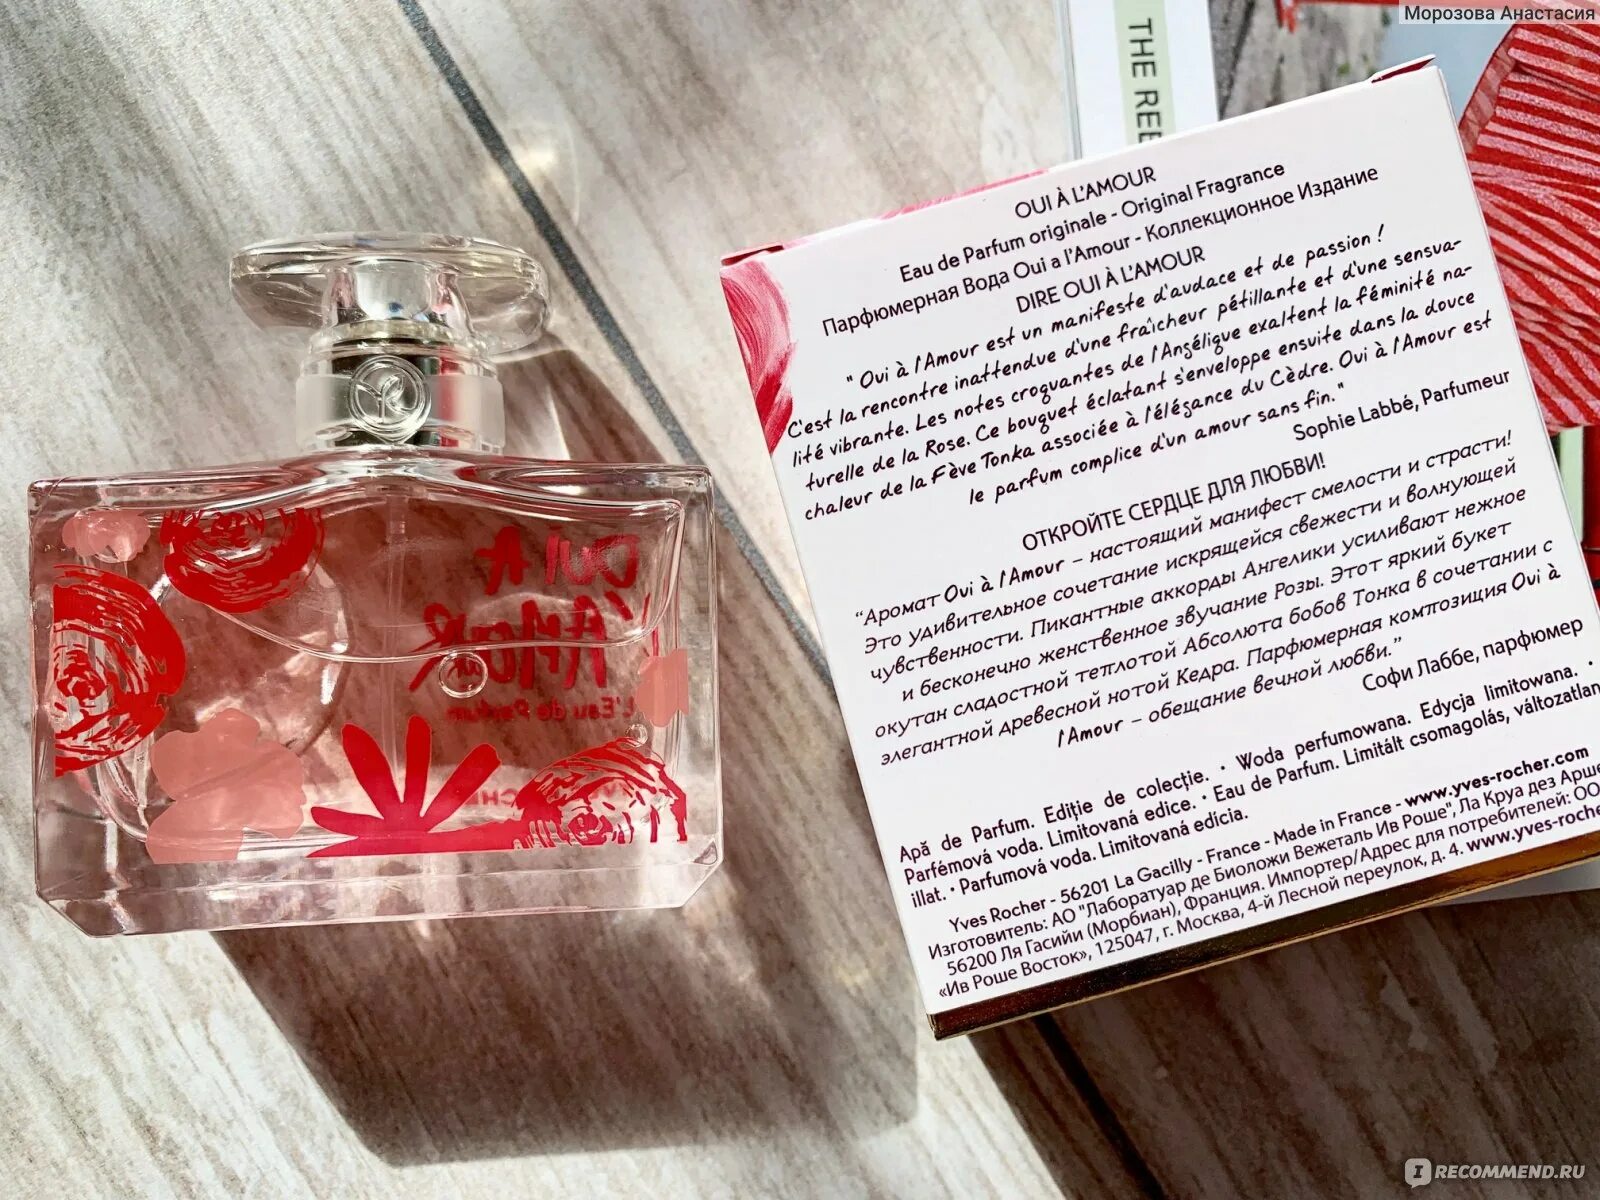 Морозова Анастасия
THE REE
OUI À L'AMOUR
Eau de Parfum originale - Original Fragrance
Парфюмерная Вода Oui a l'Amour - Коллекционное Издание
DIRE OUI À L'AMOUR
" Oui à l'Amour est un manifeste d'audace et de passion !
C'est la rencontre inattendue d'une fraîcheur pétillante et d'une sensua-
lité vibrante. Les notes croquantes de l'Angélique exaltent la féminité na-
turelle de la Rose. Ce bouquet éclatant s'enveloppe ensuite dans la douce
chaleur de la Fève Tonka associée à l'élégance du Cèdre. Oui à l'Amour est
le parfum complice d'un amour sans fin."
Sophie Labbé, Parfumeur
ОТКРОЙТЕ СЕРДЦЕ ДЛЯ ЛЮБВИ!
"Аромат Oui à l'Amour – настоящий манифест смелости и страсти!
Это удивительное сочетание искрящейся свежести и волнующей
чувственности. Пикантные аккорды Ангелики усиливают нежное
и бесконечно женственное звучание Розы. Этот яркий букет
окутан сладостной теплотой Абсолюта бобов Тонка в сочетании с
элегантной древесной нотой Кедра. Парфюмерная композиция Oui à
l'Amour – обещание вечной любви."
Софи Лаббе, парфюмер
Apă de Parfum. Ediție de colecție. • Woda perfumowana. Edycja limitowana. •
Parfémová voda. Limitovaná edice. • Eau de Parfum. Limitált csomagolás, változatlan
illat. • Parfumová voda. Limitovaná edícia.
Yves Rocher - 56201 La Gacilly - France - Made in France - www.yves-rocher.com
Изготовитель: АО "Лаборатуар де Биоложи Вежеталь Ив Роше", Ла Круа дез Арше
56200 Ля Гасийи (Морбиан), Франция. Импортер/Адрес для потребителей: ОО
«Ив Роше Восток», 125047, г. Москва, 4-й Лесной переулок, д. 4. www.yves-roche
OUI À
L'AMOUR
L'Eau de Parfum
IRECOMMEND.RU